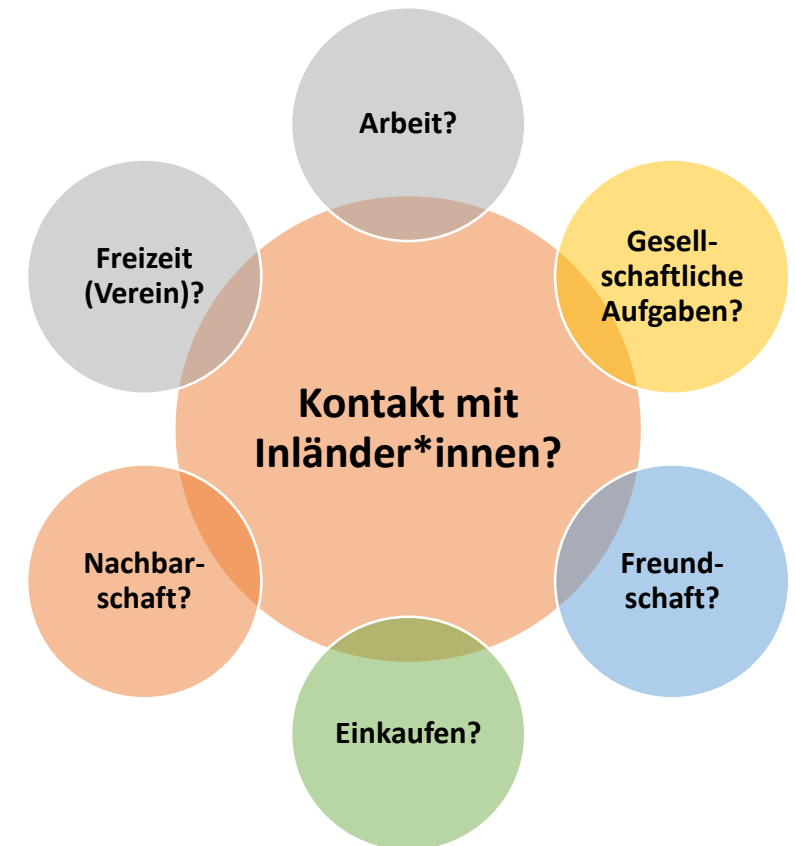 Arbeit?
Gesell-
schaftliche
Aufgaben?
Freizeit
(Verein)?
Kontakt mit
Inländer*innen?
Nachbar-
schaft?
Freund-
schaft?
Einkaufen?